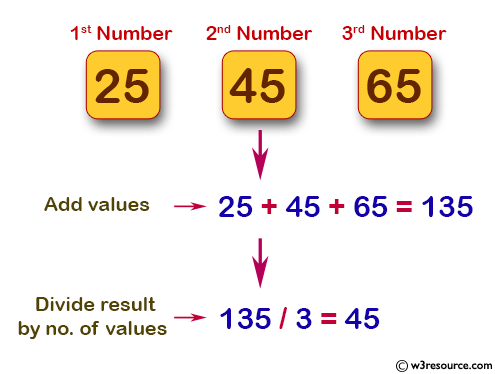 1st Number 2nd Number 3rd Number
25 45 65
Add values 25 + 45 + 65 = 135
Divide result
by no. of values 135 / 3 = 45
© w3resource.com